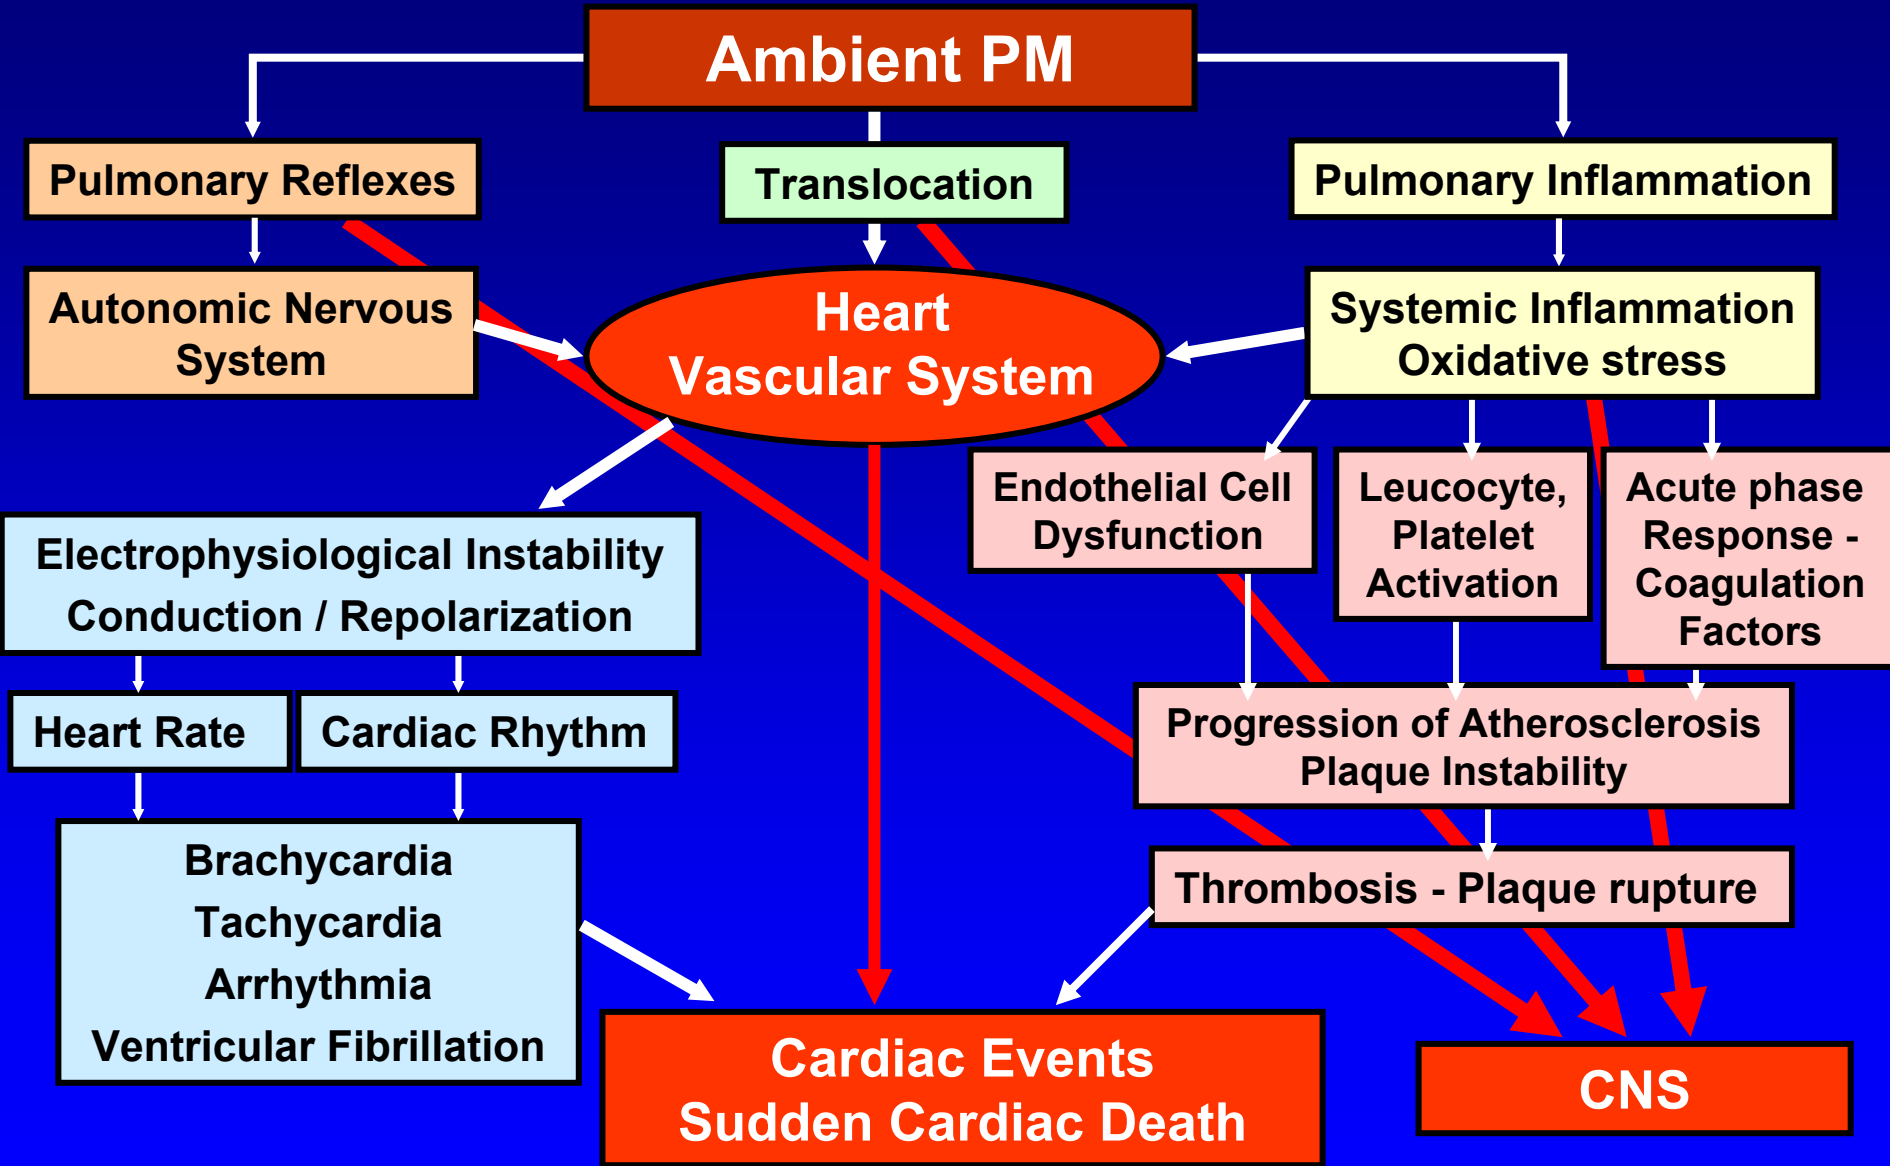 Ambient PM
Pulmonary Reflexes
Translocation
Pulmonary Inflammation
Autonomic Nervous
System
Heart
Vascular System
Systemic Inflammation
Oxidative stress
Endothelial Cell
Dysfunction
Leucocyte,
Platelet
Activation
Acute phase
Response -
Coagulation
Factors
Electrophysiological Instability
Conduction / Repolarization
Heart Rate
Cardiac Rhythm
Progression of Atherosclerosis
Plaque Instability
Brachycardia
Tachycardia
Arrhythmia
Ventricular Fibrillation
Thrombosis - Plaque rupture
Cardiac Events
Sudden Cardiac Death
CNS